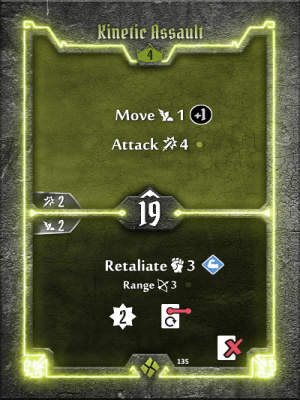 Kinetic Assault
4
Move 1 +1
Attack 4
2
19
2
Retaliate 3
Range 3
2
135